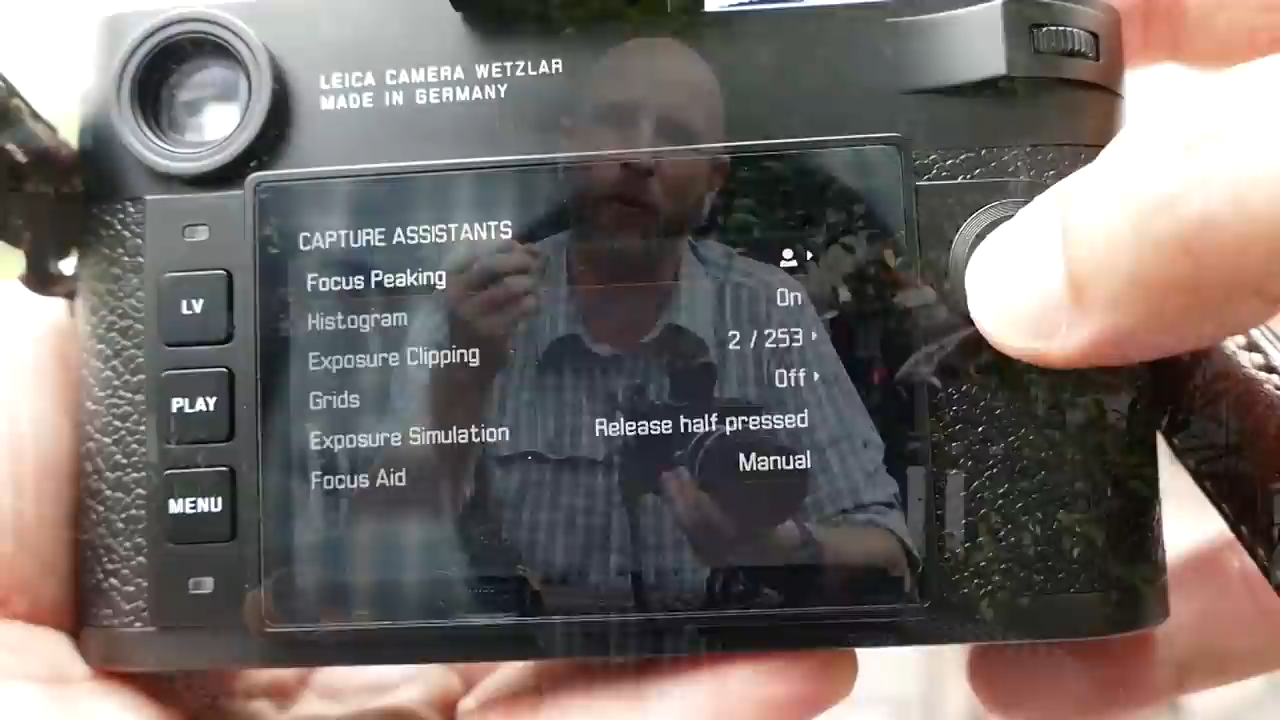 LEICA CAMERA WETZLAR
MADE IN GERMANY
CAPTURE ASSISTANTS
Focus Peaking
Histogram On
Exposure Clipping 2 / 253
Grids Off
Exposure Simulation Release half pressed
Focus Aid Manual
LV
PLAY
MENU